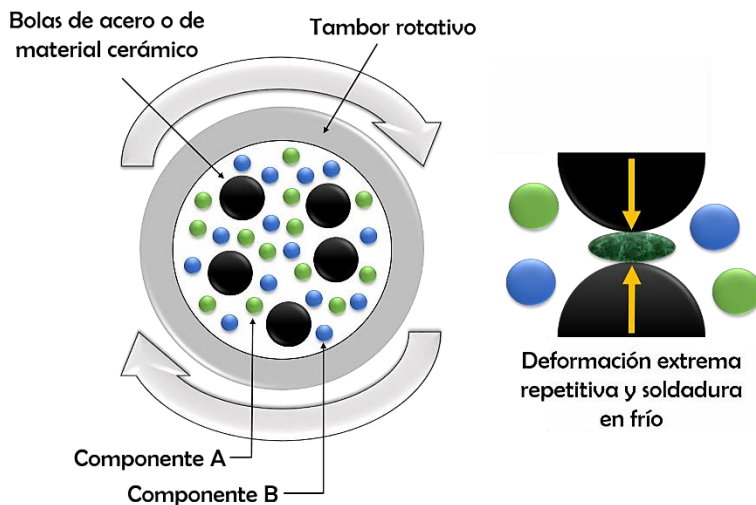 Bolas de acero o de
material cerámico
Tambor rotativo
Deformación extrema
repetitiva y soldadura
en frío
Componente A
Componente B